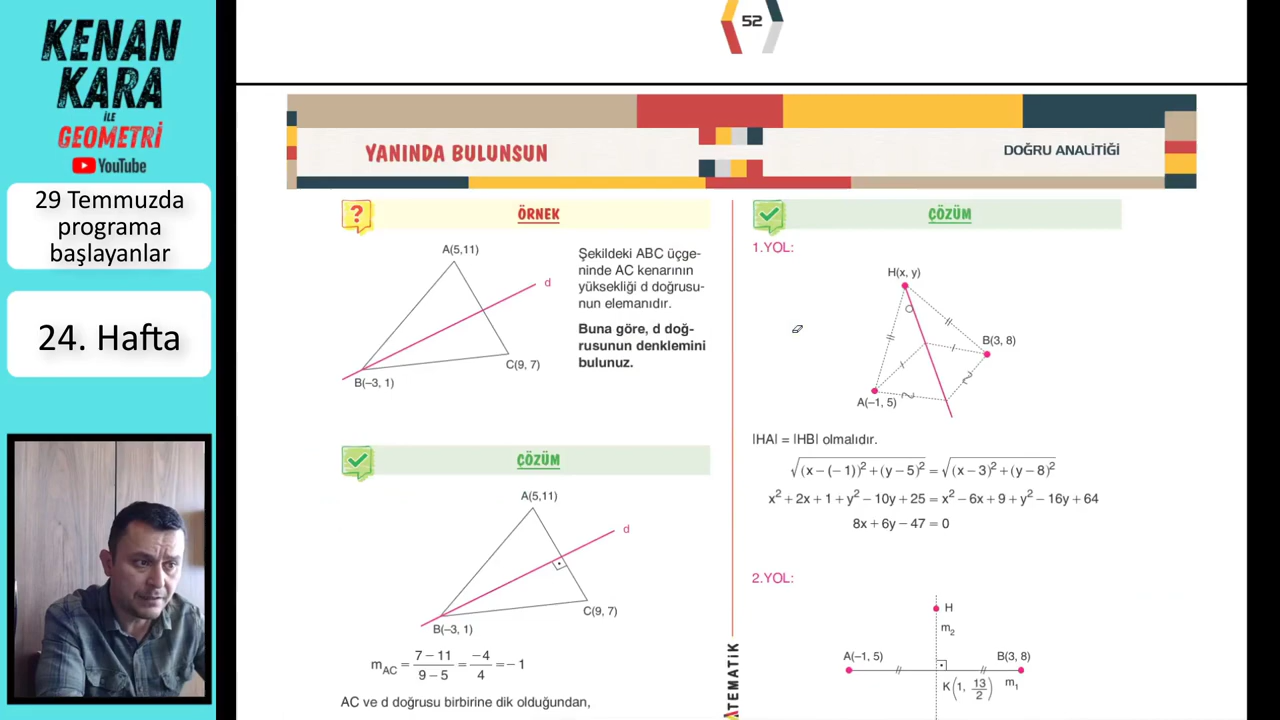 KENAN
KARA
İLE
GEOMETRİ
YouTube
29 Temmuzda
programa
başlayanlar
24. Hafta
52
YANINDA BULUNSUN
DOĞRU ANALİTİĞİ
?
ÖRNEK
A(5,11)
d
B(–3, 1)
C(9, 7)
Şekildeki ABC üçge-
ninde AC kenarının
yüksekliği d doğrusu-
nun elemanıdır.
Buna göre, d doğ-
rusunun denklemini
bulunuz.
ÇÖZÜM
A(5,11)
d
B(–3, 1)
C(9, 7)
m_AC = (7 – 11)/(9 – 5) = –4/4 = – 1
AC ve d doğrusu birbirine dik olduğundan,
ATEMATİK
ÇÖZÜM
1.YOL:
H(x, y)
B(3, 8)
A(–1, 5)
|HA| = |HB| olmalıdır.
√((x – (– 1))² + (y – 5)²) = √((x – 3)² + (y – 8)²)
x² + 2x + 1 + y² – 10y + 25 = x² – 6x + 9 + y² – 16y + 64
8x + 6y – 47 = 0
2.YOL:
H
m₂
A(–1, 5)
B(3, 8)
K(1, 13/2)
m₁